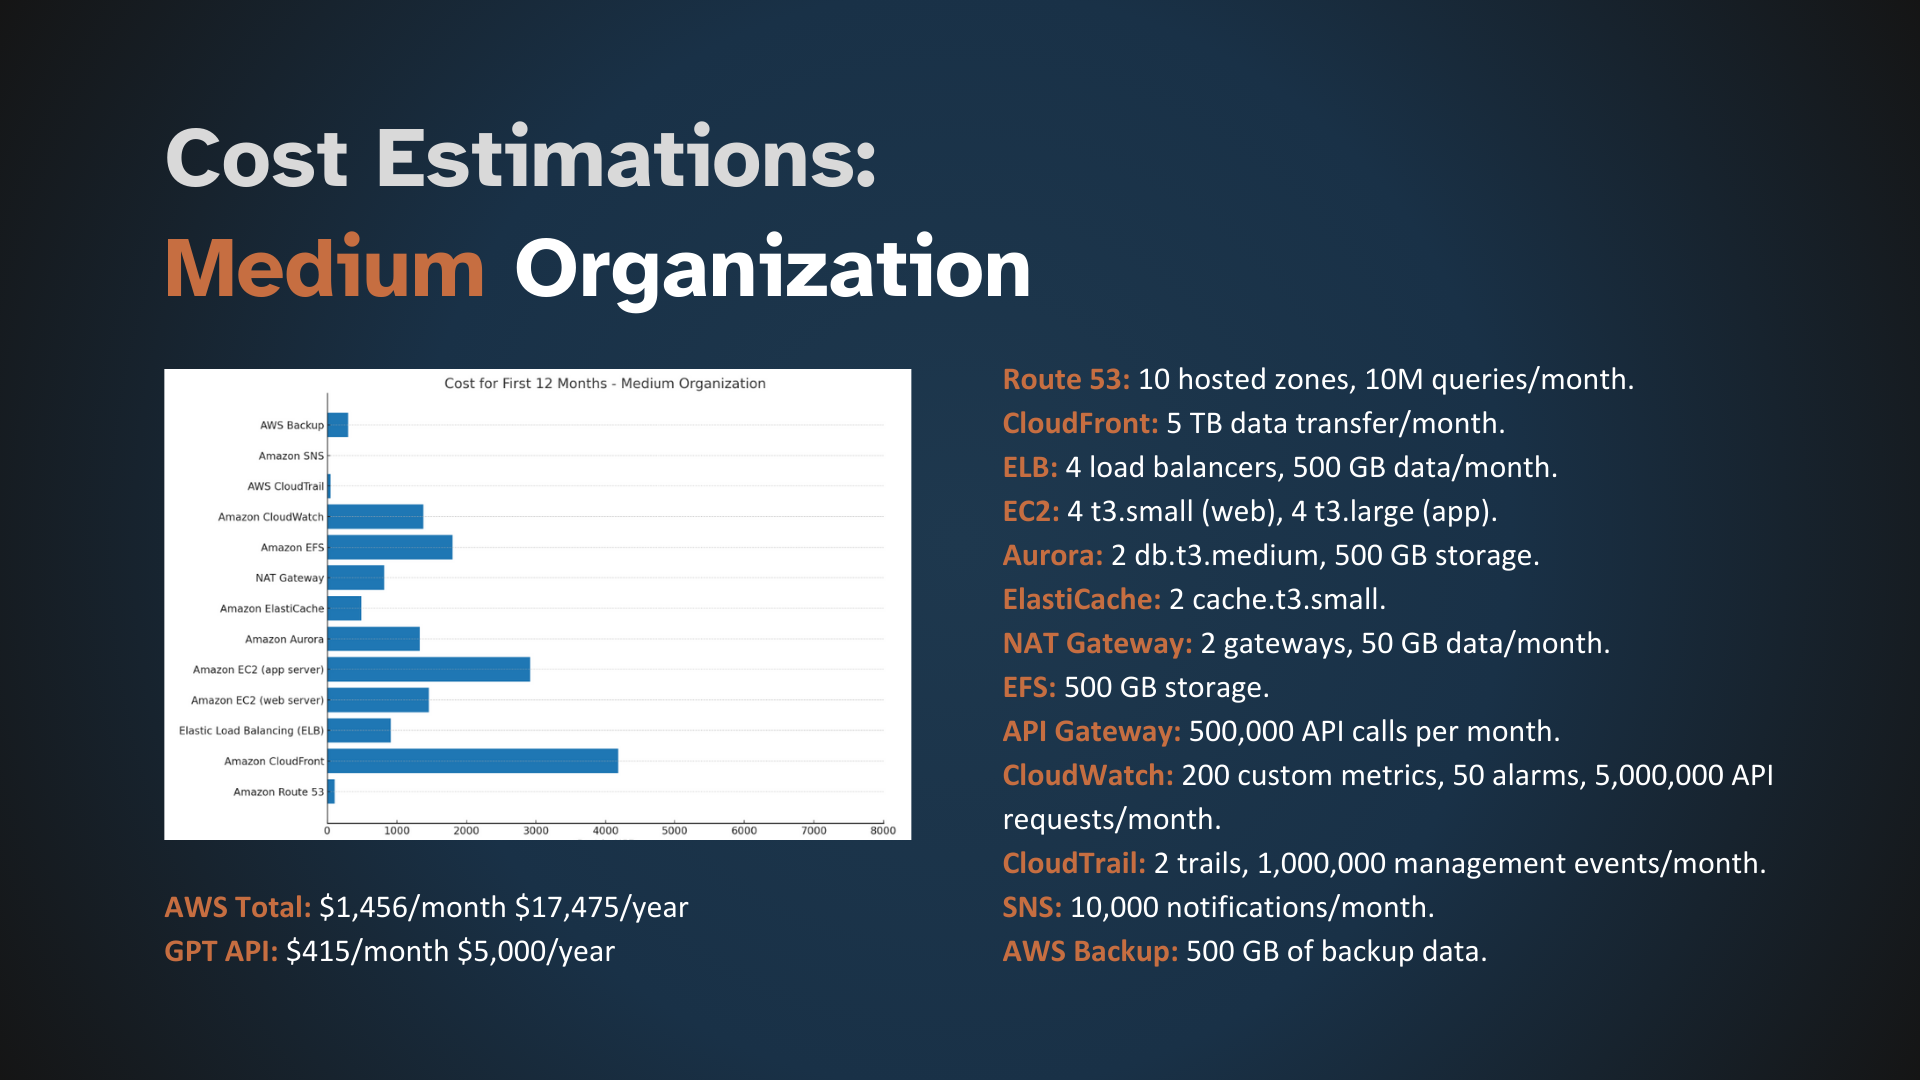 Cost Estimations:
Medium Organization
Cost for First 12 Months - Medium Organization
AWS Backup
Amazon SNS
AWS CloudTrail
Amazon CloudWatch
Amazon EFS
NAT Gateway
Amazon ElastiCache
Amazon Aurora
Amazon EC2 (app server)
Amazon EC2 (web server)
Elastic Load Balancing (ELB)
Amazon CloudFront
Amazon Route 53
0 1000 2000 3000 4000 5000 6000 7000 8000
AWS Total: $1,456/month $17,475/year
GPT API: $415/month $5,000/year
Route 53: 10 hosted zones, 10M queries/month.
CloudFront: 5 TB data transfer/month.
ELB: 4 load balancers, 500 GB data/month.
EC2: 4 t3.small (web), 4 t3.large (app).
Aurora: 2 db.t3.medium, 500 GB storage.
ElastiCache: 2 cache.t3.small.
NAT Gateway: 2 gateways, 50 GB data/month.
EFS: 500 GB storage.
API Gateway: 500,000 API calls per month.
CloudWatch: 200 custom metrics, 50 alarms, 5,000,000 API
requests/month.
CloudTrail: 2 trails, 1,000,000 management events/month.
SNS: 10,000 notifications/month.
AWS Backup: 500 GB of backup data.